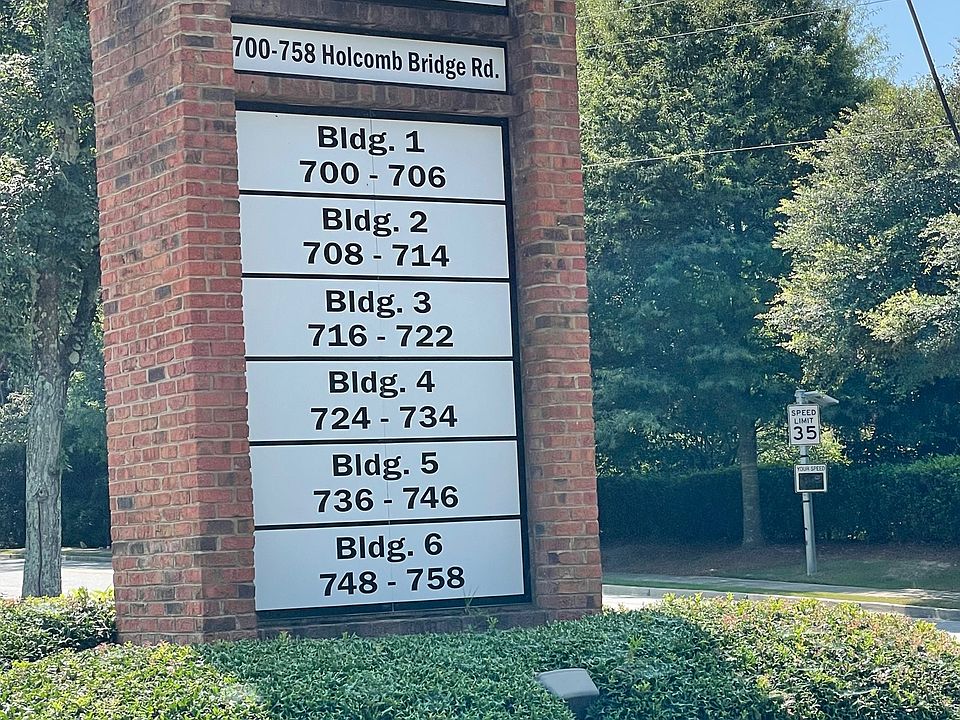 700-758 Holcomb Bridge Rd.
Bldg. 1
700 - 706
Bldg. 2
708 - 714
Bldg. 3
716 - 722
Bldg. 4
724 - 734
Bldg. 5
736 - 746
Bldg. 6
748 - 758
SPEED
LIMIT
35
YOUR SPEED